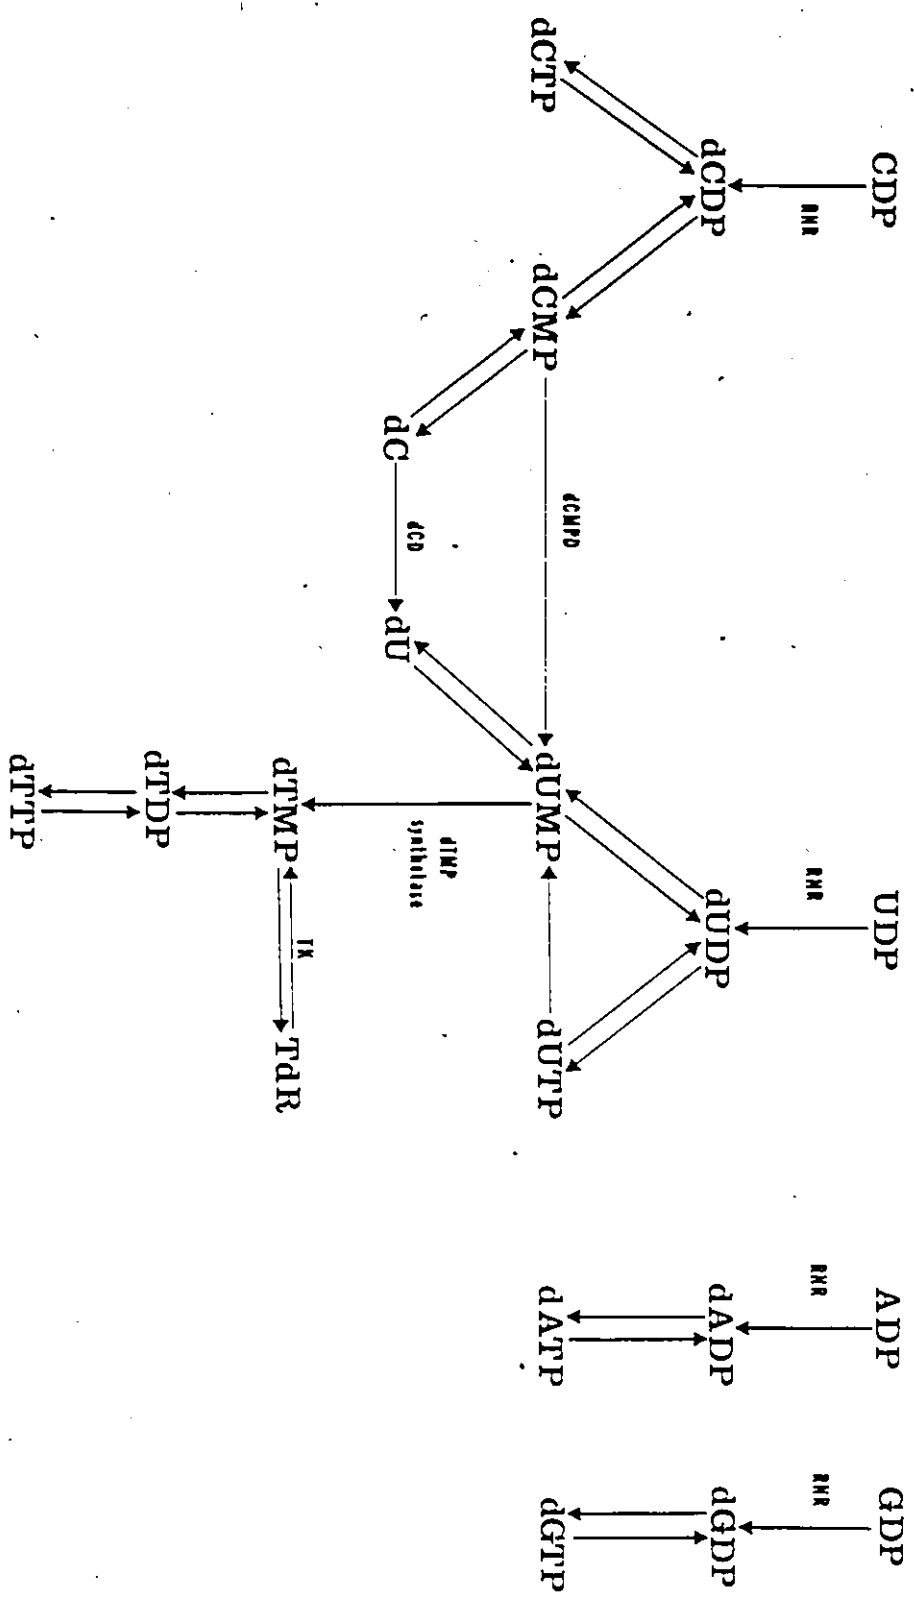 CDP
UDP
ADP
GDP
RNR
RNR
RNR
RNR
dCDP
dUDP
dADP
dGDP
dCTP
dCMP
dCMPD
dUMP
dUTP
dATP
dGTP
dC
dCD
dU
dTMP
synthetase
dTMP
TK
TdR
dTDP
dTTP